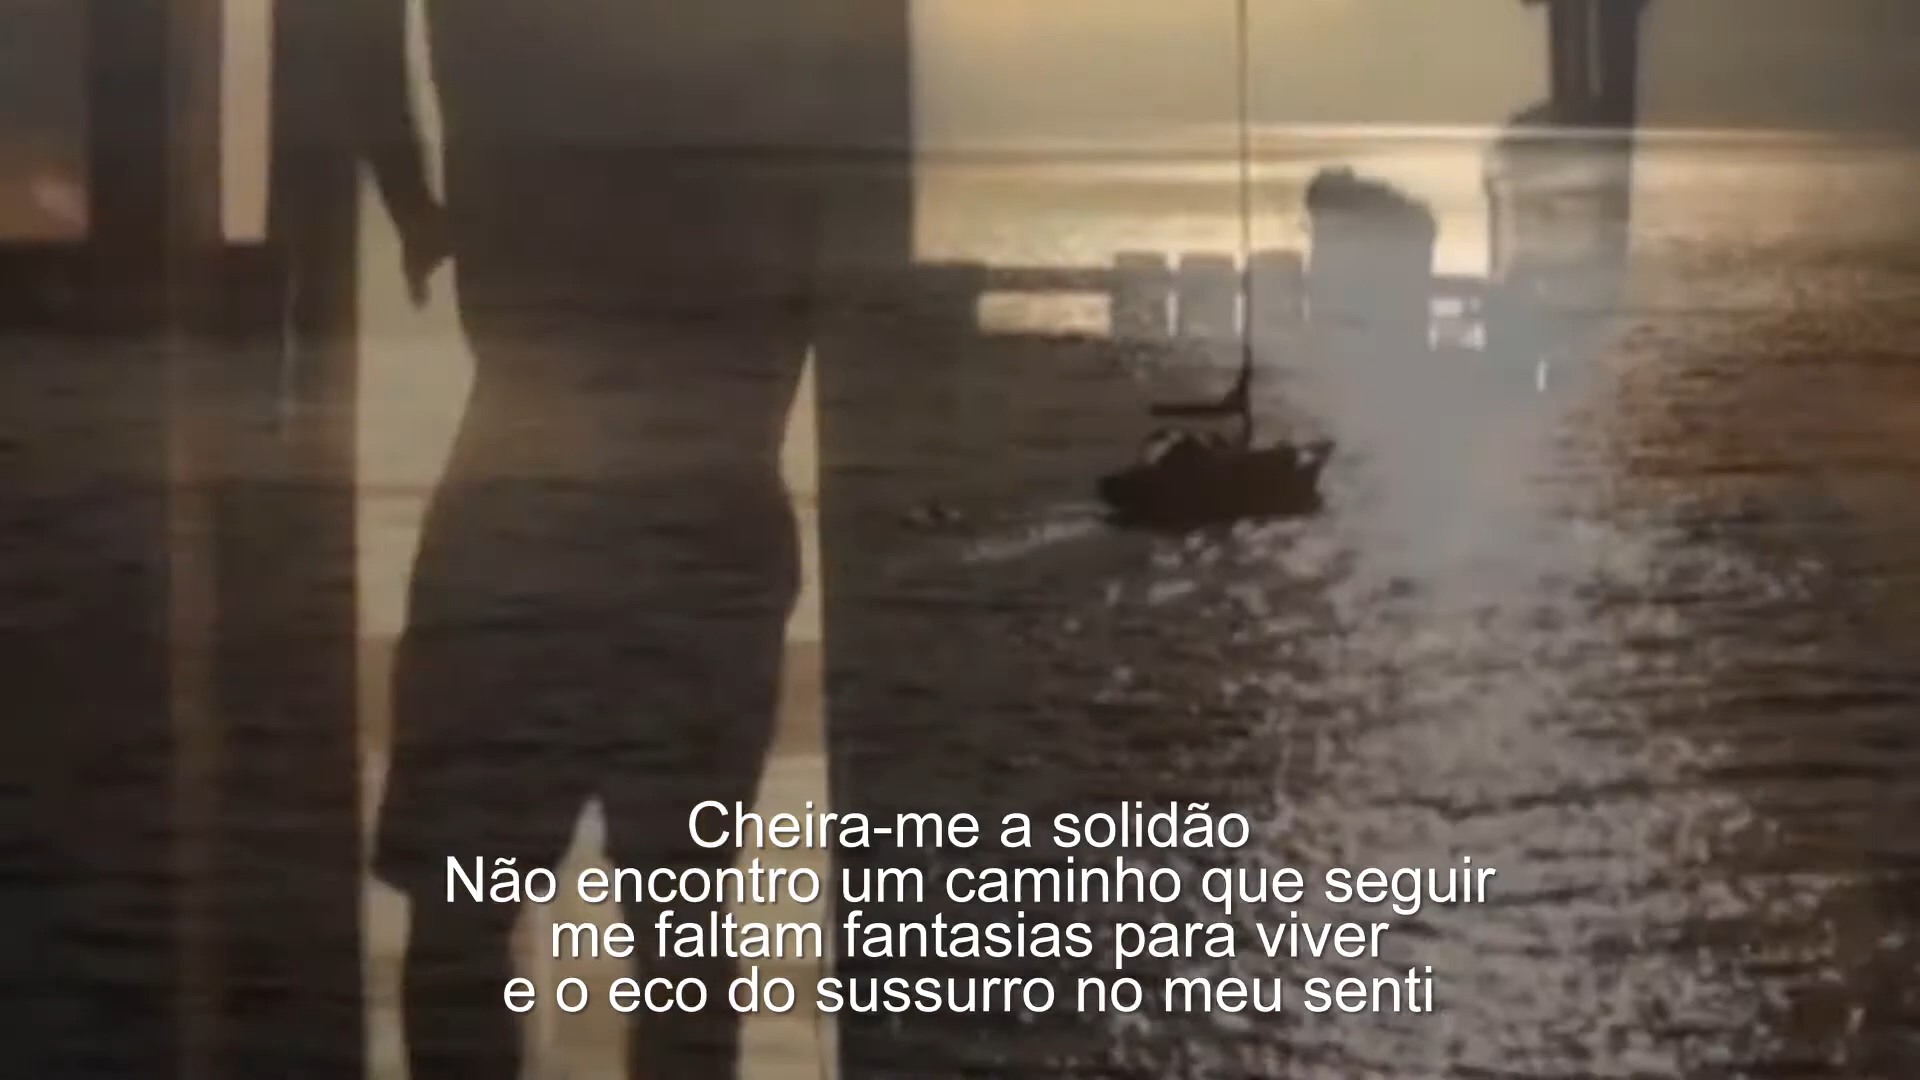 Cheira-me a solidão
Não encontro um caminho que seguir
me faltam fantasias para viver
e o eco do sussurro no meu senti